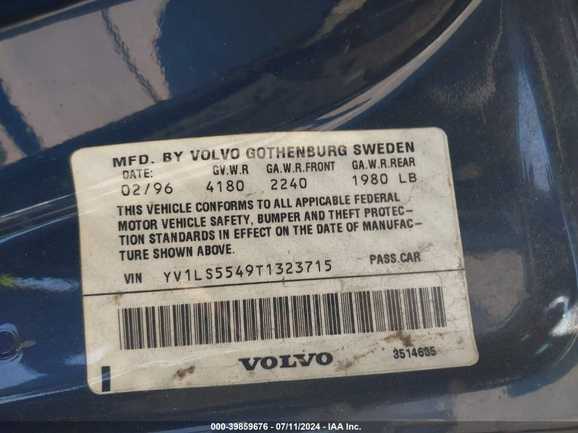 MFD. BY VOLVO GOTHENBURG SWEDEN
DATE: GV.W.R GA.W.R.FRONT GA.W.R.REAR
02/96 4180 2240 1980 LB
THIS VEHICLE CONFORMS TO ALL APPICABLE FEDERAL
MOTOR VEHICLE SAFETY, BUMPER AND THEFT PROTEC-
TION STANDARDS IN EFFECT ON THE DATE OF MANUFAC-
TURE SHOWN ABOVE.
VIN YV1LS5549T1323715 PASS.CAR
VOLVO 3514635
000-39859676 / 07/11/2024 - IAA Inc.